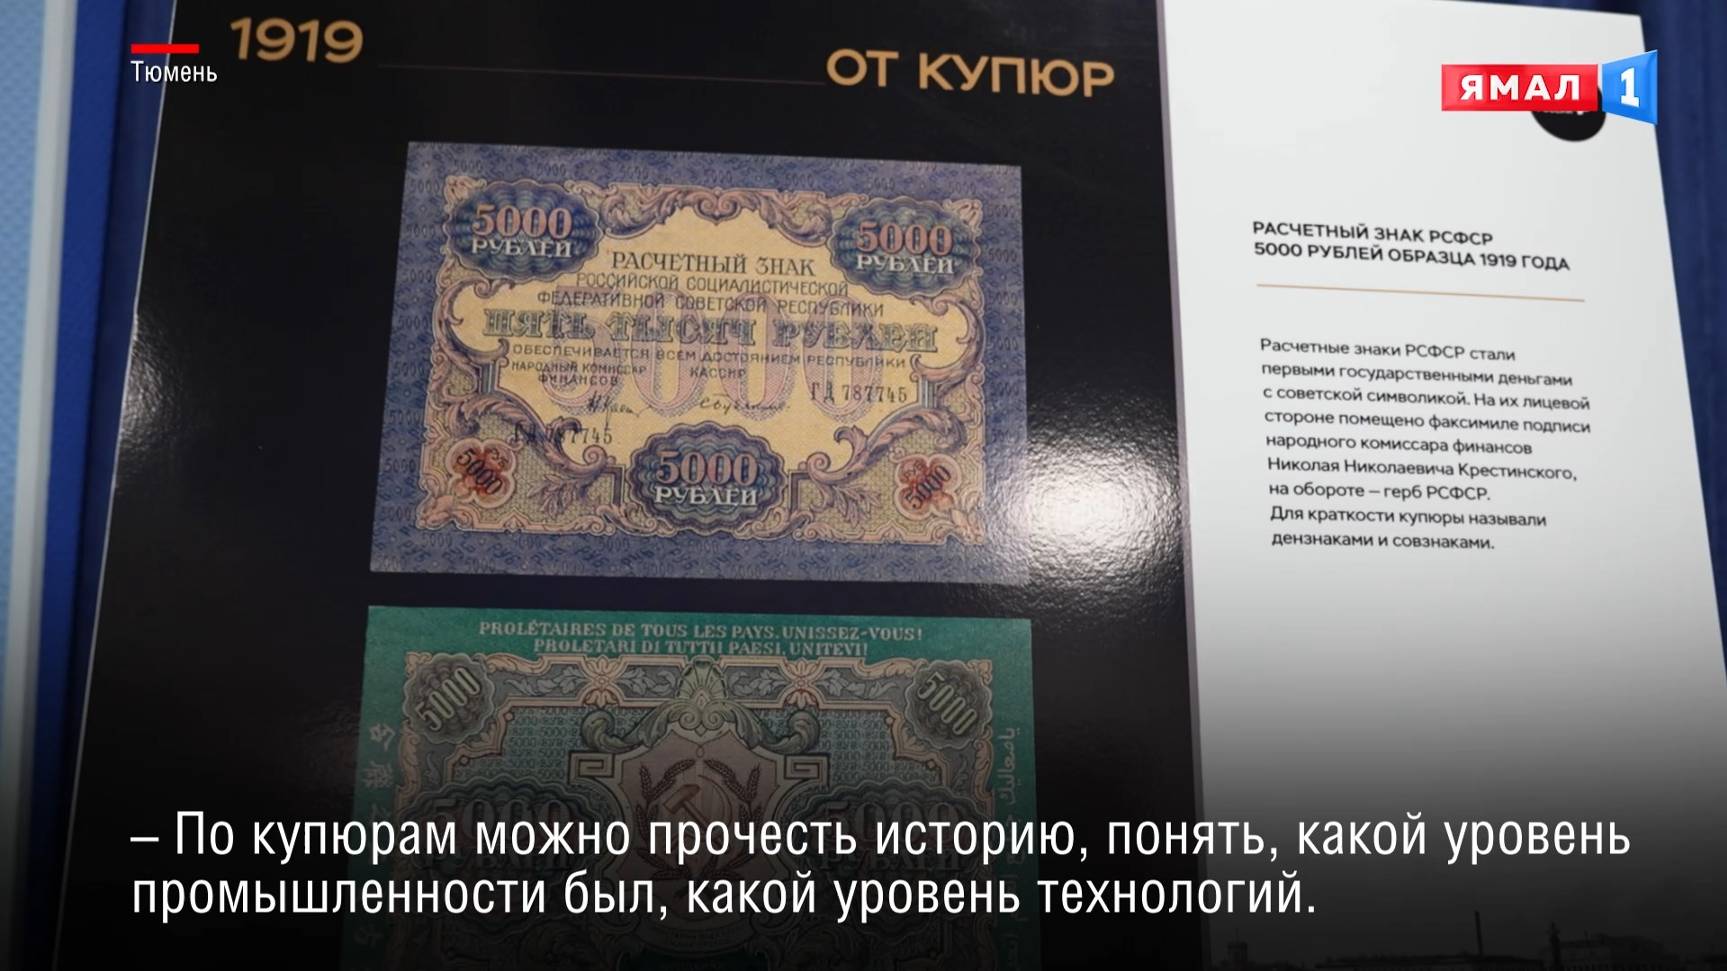 1919
ОТ КУПЮР
Тюмень
ЯМАЛ 1
5000
РУБЛЕЙ
5000
РУБЛЕЙ
РАСЧЕТНЫЙ ЗНАК
РОССИЙСКОЙ СОЦИАЛИСТИЧЕСКОЙ
ФЕДЕРАТИВНОЙ СОВЕТСКОЙ РЕСПУБЛИКИ
ПЯТЬ ТЫСЯЧ РУБЛЕЙ
ОБЕСПЕЧИВАЕТСЯ ВСЕМ ДОСТОЯНИЕМ РЕСПУБЛИКИ
НАРОДНЫЙ КОМИССАР
ФИНАНСОВ
КАССИР
ГД 787745
ГД 787745
5000
5000
РУБЛЕЙ
5000
PROLÉTAIRES DE TOUS LES PAYS, UNISSEZ-VOUS!
PROLETARI DI TUTTI I PAESI, UNITEVI!
5000
5000
РАСЧЕТНЫЙ ЗНАК РСФСР
5000 РУБЛЕЙ ОБРАЗЦА 1919 ГОДА
Расчетные знаки РСФСР стали
первыми государственными деньгами
с советской символикой. На их лицевой
стороне помещено факсимиле подписи
народного комиссара финансов
Николая Николаевича Крестинского,
на обороте – герб РСФСР.
Для краткости купюры называли
дензнаками и совзнаками.
– По купюрам можно прочесть историю, понять, какой уровень
промышленности был, какой уровень технологий.